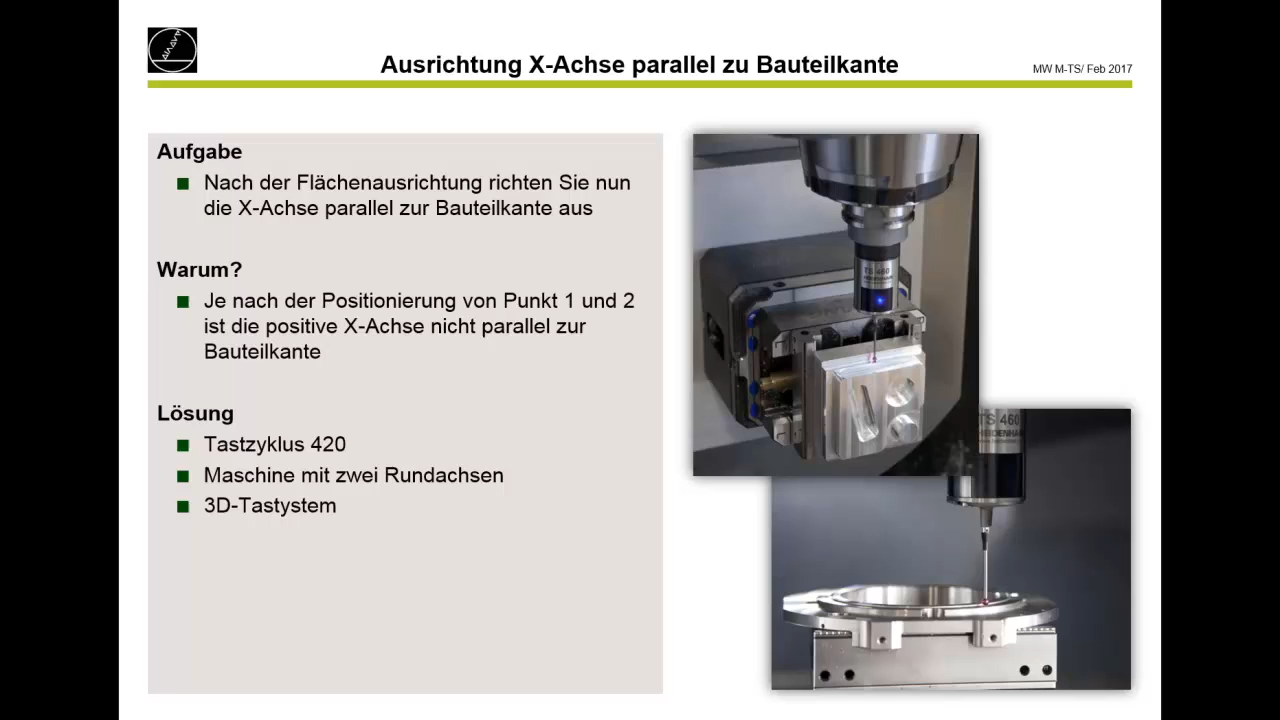 Ausrichtung X-Achse parallel zu Bauteilkante
MW M-TS/ Feb 2017
Aufgabe
Nach der Flächenausrichtung richten Sie nun
die X-Achse parallel zur Bauteilkante aus
Warum?
Je nach der Positionierung von Punkt 1 und 2
ist die positive X-Achse nicht parallel zur
Bauteilkante
Lösung
Tastzyklus 420
Maschine mit zwei Rundachsen
3D-Tastystem
TS 460
HEIDENHAIN
TS 460